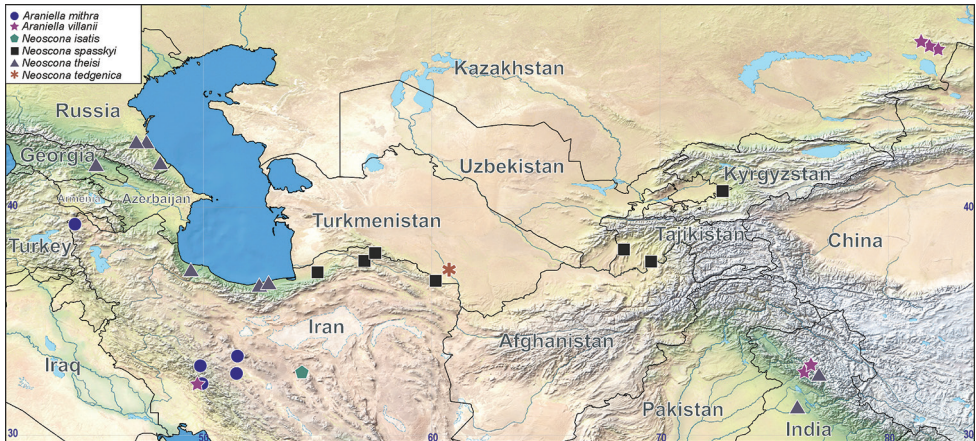 Araniella mithra
Araniella villanii
Neoscona isatis
Neoscona spasskyi
Neoscona theisi
Neoscona tedgenica
Kazakhstan
Russia
Georgia
Uzbekistan
Kyrgyzstan
Armenia
Azerbaijan
40
40
Turkmenistan
Tajikistan
China
Turkey
Iran
Afghanistan
Iraq
Pakistan
India
30
50
60
70
80
30